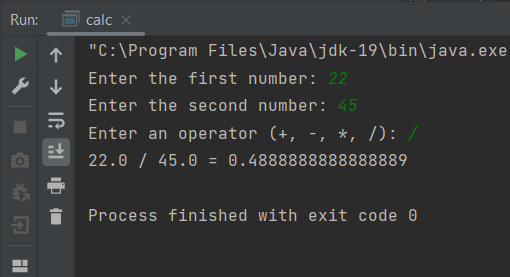 Run: calc
"C:\Program Files\Java\jdk-19\bin\java.exe
Enter the first number: 22
Enter the second number: 45
Enter an operator (+, -, *, /): /
22.0 / 45.0 = 0.4888888888888889
Process finished with exit code 0